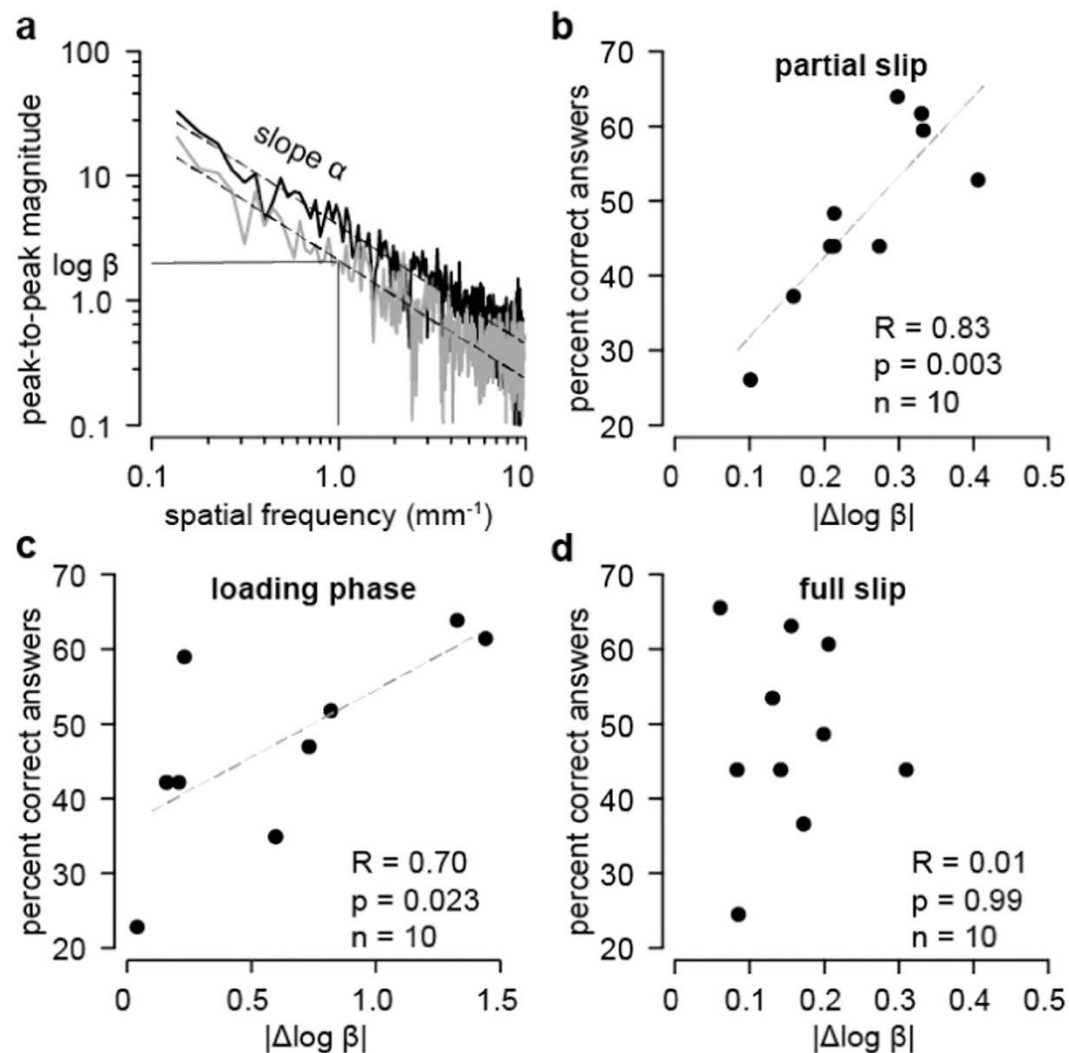 a
100
10
log β
1.0
0.1
peak-to-peak magnitude
slope α
0.1
1.0
10
spatial frequency (mm-1)
b
70
60
50
40
30
20
percent correct answers
partial slip
R = 0.83
p = 0.003
n = 10
0
0.1
0.2
0.3
0.4
0.5
|Δlog β|
c
70
60
50
40
30
20
percent correct answers
loading phase
R = 0.70
p = 0.023
n = 10
0
0.5
1.0
1.5
|Δlog β|
d
70
60
50
40
30
20
percent correct answers
full slip
R = 0.01
p = 0.99
n = 10
0
0.1
0.2
0.3
0.4
0.5
|Δlog β|